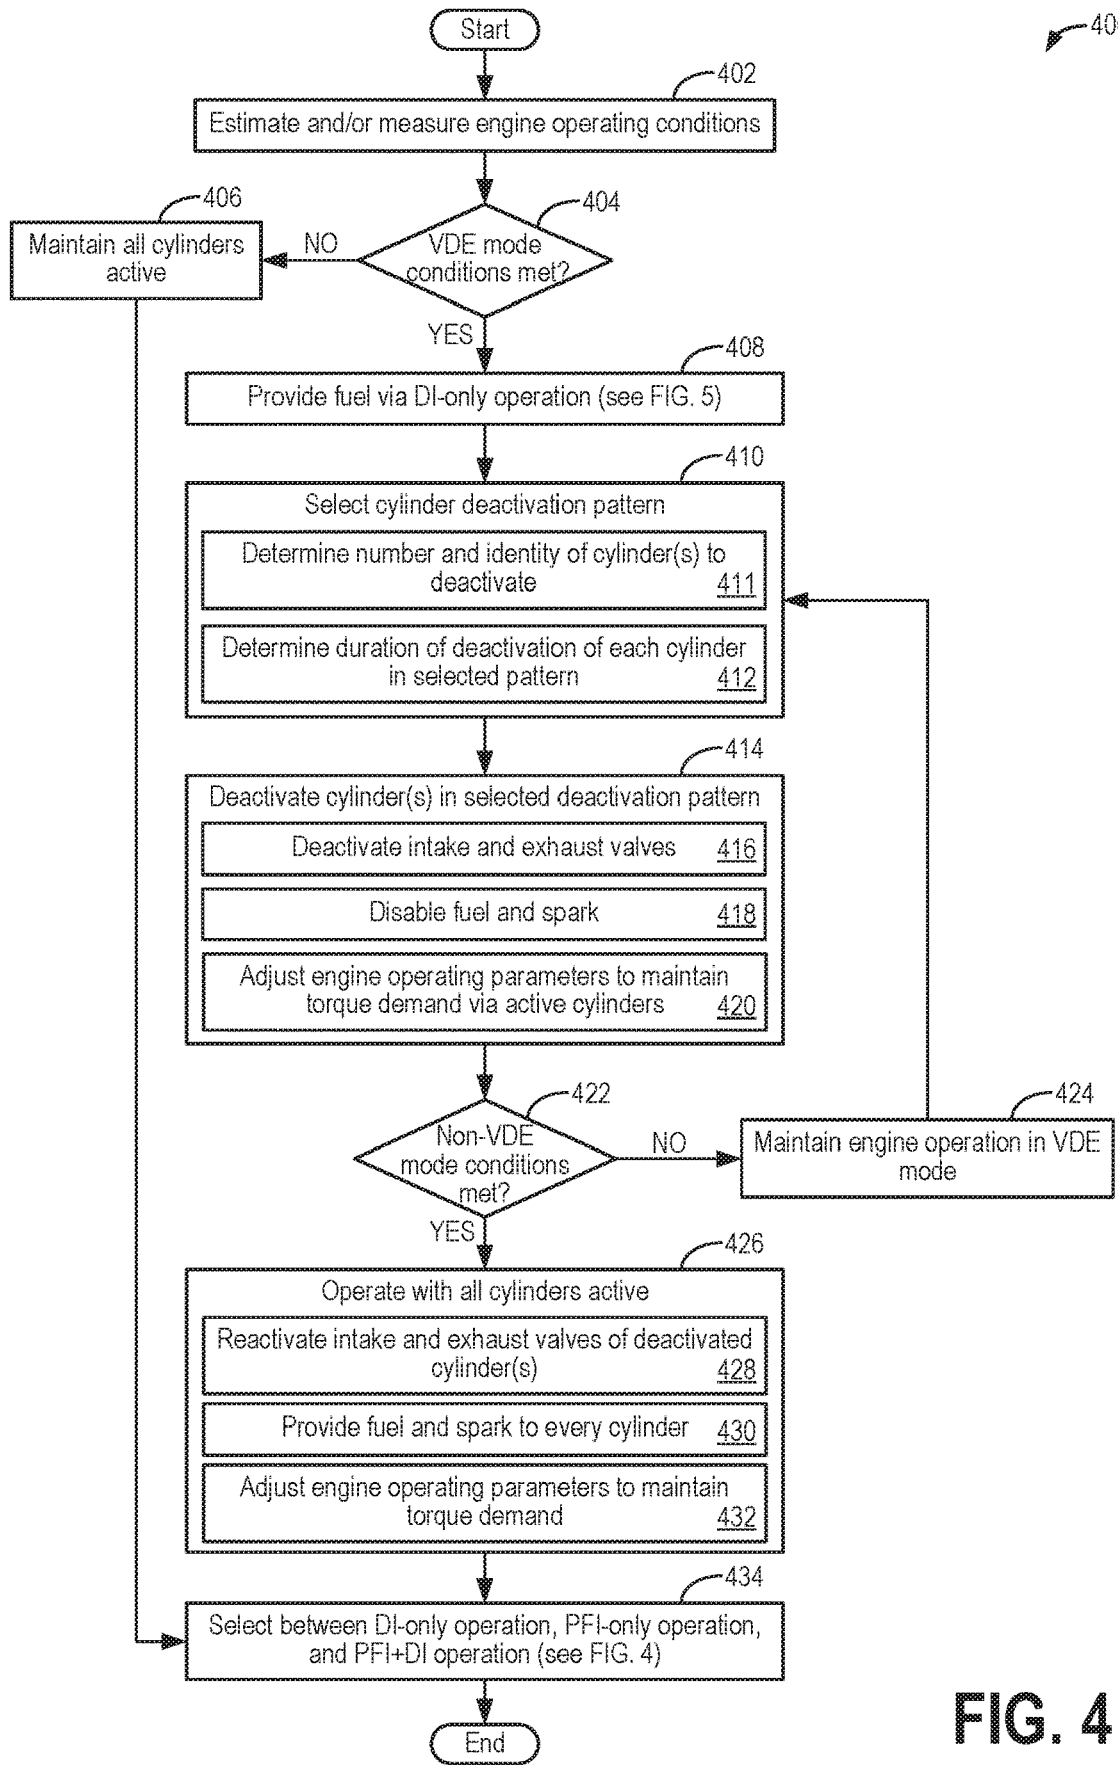 Start
40
402
Estimate and/or measure engine operating conditions
406
404
Maintain all cylinders
active
NO
VDE mode
conditions met?
YES
408
Provide fuel via DI-only operation (see FIG. 5)
410
Select cylinder deactivation pattern
Determine number and identity of cylinder(s) to
deactivate 411
Determine duration of deactivation of each cylinder
in selected pattern 412
414
Deactivate cylinder(s) in selected deactivation pattern
Deactivate intake and exhaust valves 416
Disable fuel and spark 418
Adjust engine operating parameters to maintain
torque demand via active cylinders 420
422
Non-VDE
mode conditions
met?
NO
424
Maintain engine operation in VDE
mode
YES
426
Operate with all cylinders active
Reactivate intake and exhaust valves of deactivated
cylinder(s) 428
Provide fuel and spark to every cylinder 430
Adjust engine operating parameters to maintain
torque demand 432
434
Select between DI-only operation, PFI-only operation,
and PFI+DI operation (see FIG. 4)
End
FIG. 4